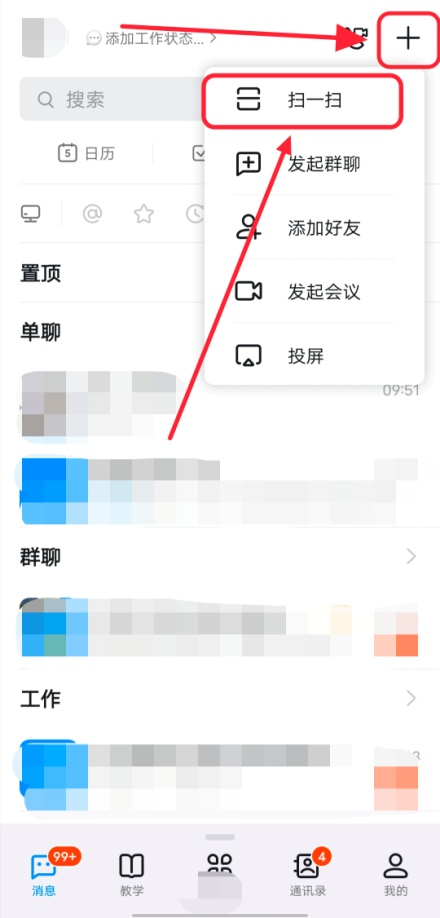 添加工作状态...
搜索
扫一扫
5 日历
发起群聊
@
添加好友
置顶
发起会议
单聊
投屏
09:51
群聊
工作
99+
4
消息
教学
通讯录
我的